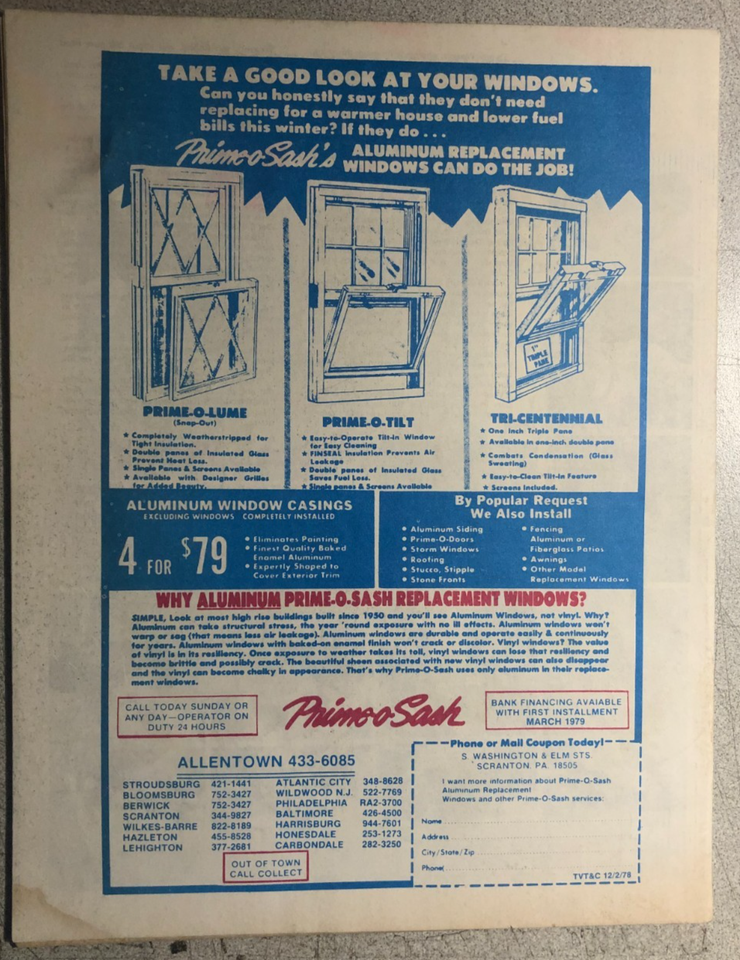 TAKE A GOOD LOOK AT YOUR WINDOWS.
Can you honestly say that they don't need
replacing for a warmer house and lower fuel
bills this winter? If they do ...
Prime-o-Sash's ALUMINUM REPLACEMENT
WINDOWS CAN DO THE JOB!
1"
TRIPLE
PANE
PRIME-O-LUME
(Snap-Out)
★ Completely Weatherstripped for
Tight Insulation.
★ Double panes of Insulated Glass
Prevent Heat Loss.
★ Single Panes & Screens Available
★ Available with Designer Grilles
for Added Beauty.
PRIME-O-TILT
★ Easy-to-Operate Tilt-in Window
for Easy Cleaning
★ FINSEAL Insulation Prevents Air
Leakage
★ Double panes of Insulated Glass
Saves Fuel Loss.
★ Single panes & Screens Available
TRI-CENTENNIAL
★ One Inch Triple Pane
★ Available in one-inch double pane
★ Combats Condensation (Glass
Sweating)
★ Easy-to-Clean Tilt-in Feature
★ Screens Included.
ALUMINUM WINDOW CASINGS
EXCLUDING WINDOWS COMPLETELY INSTALLED
4 FOR $79
• Eliminates Painting
• Finest Quality Baked
Enamel Aluminum
• Expertly Shaped to
Cover Exterior Trim
By Popular Request
We Also Install
• Aluminum Siding
• Prime-O-Doors
• Storm Windows
• Roofing
• Stucco, Stipple
• Stone Fronts
• Fencing
Aluminum or
Fiberglass Patios
• Awnings
• Other Model
Replacement Windows
WHY ALUMINUM PRIME-O-SASH REPLACEMENT WINDOWS?
SIMPLE, Look at most high rise buildings built since 1950 and you'll see Aluminum Windows, not vinyl. Why?
Aluminum can take structural stress, the year 'round exposure with no ill effects. Aluminum windows won't
warp or sag (that means less air leakage). Aluminum windows are durable and operate easily & continuously
for years. Aluminum windows with baked-on enamel finish won't crack or discolor. Vinyl windows? The value
of vinyl is in its resiliency. Once exposure to weather takes its toll, vinyl windows can lose that resiliency and
become brittle and possibly crack. The beautiful sheen associated with new vinyl windows can also disappear
and the vinyl can become chalky in appearance. That's why Prime-O-Sash uses only aluminum in their replace-
ment windows.
CALL TODAY SUNDAY OR
ANY DAY—OPERATOR ON
DUTY 24 HOURS
Prime-o-Sash
BANK FINANCING AVAIABLE
WITH FIRST INSTALLMENT
MARCH 1979
ALLENTOWN 433-6085
STROUDSBURG 421-1441
BLOOMSBURG 752-3427
BERWICK 752-3427
SCRANTON 344-9827
WILKES-BARRE 822-8189
HAZLETON 455-8528
LEHIGHTON 377-2681
ATLANTIC CITY 348-8628
WILDWOOD N.J. 522-7769
PHILADELPHIA RA2-3700
BALTIMORE 426-4500
HARRISBURG 944-7601
HONESDALE 253-1273
CARBONDALE 282-3250
OUT OF TOWN
CALL COLLECT
Phone or Mail Coupon Today!
S. WASHINGTON & ELM STS.
SCRANTON, PA. 18505
I want more information about Prime-O-Sash
Aluminum Replacement
Windows and other Prime-O-Sash services:
Name
Address
City/State/Zip
Phone
TVT&C 12/2/78